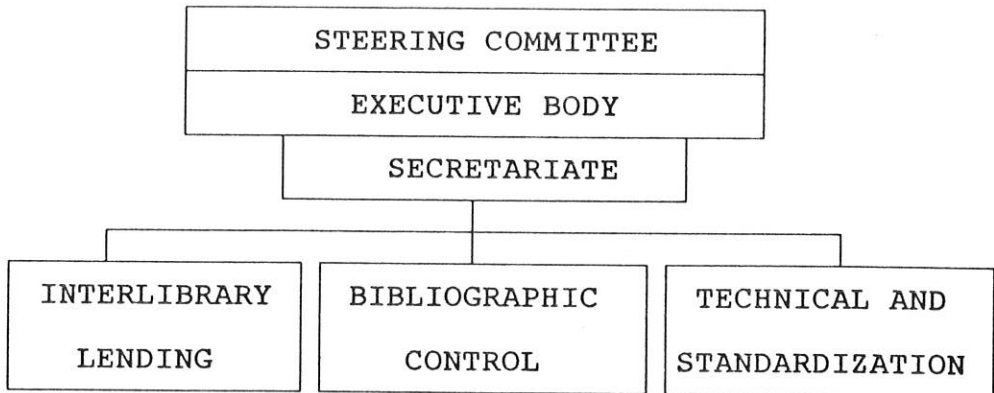 STEERING COMMITTEE
EXECUTIVE BODY
SECRETARIATE
INTERLIBRARY
LENDING
BIBLIOGRAPHIC
CONTROL
TECHNICAL AND
STANDARDIZATION